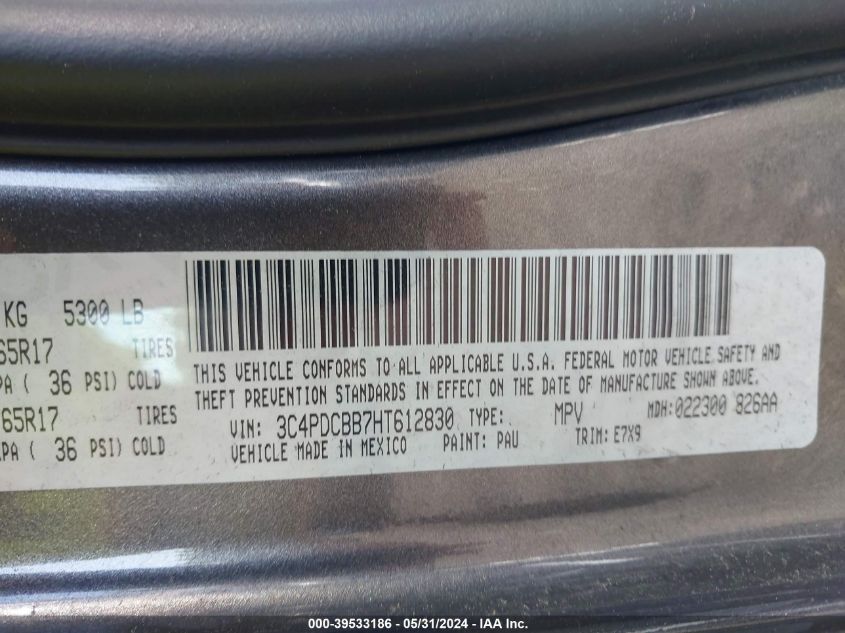 KG 5300 LB
65R17 TIRES
PA ( 36 PSI) COLD
65R17 TIRES
KPA ( 36 PSI) COLD
THIS VEHICLE CONFORMS TO ALL APPLICABLE U.S.A. FEDERAL MOTOR VEHICLE SAFETY AND
THEFT PREVENTION STANDARDS IN EFFECT ON THE DATE OF MANUFACTURE SHOWN ABOVE.
VIN: 3C4PDCBB7HT612830 TYPE: MPV MDH:022300 826AA
VEHICLE MADE IN MEXICO PAINT: PAU TRIM: E7X9
000-39533186 - 05/31/2024 - IAA Inc.